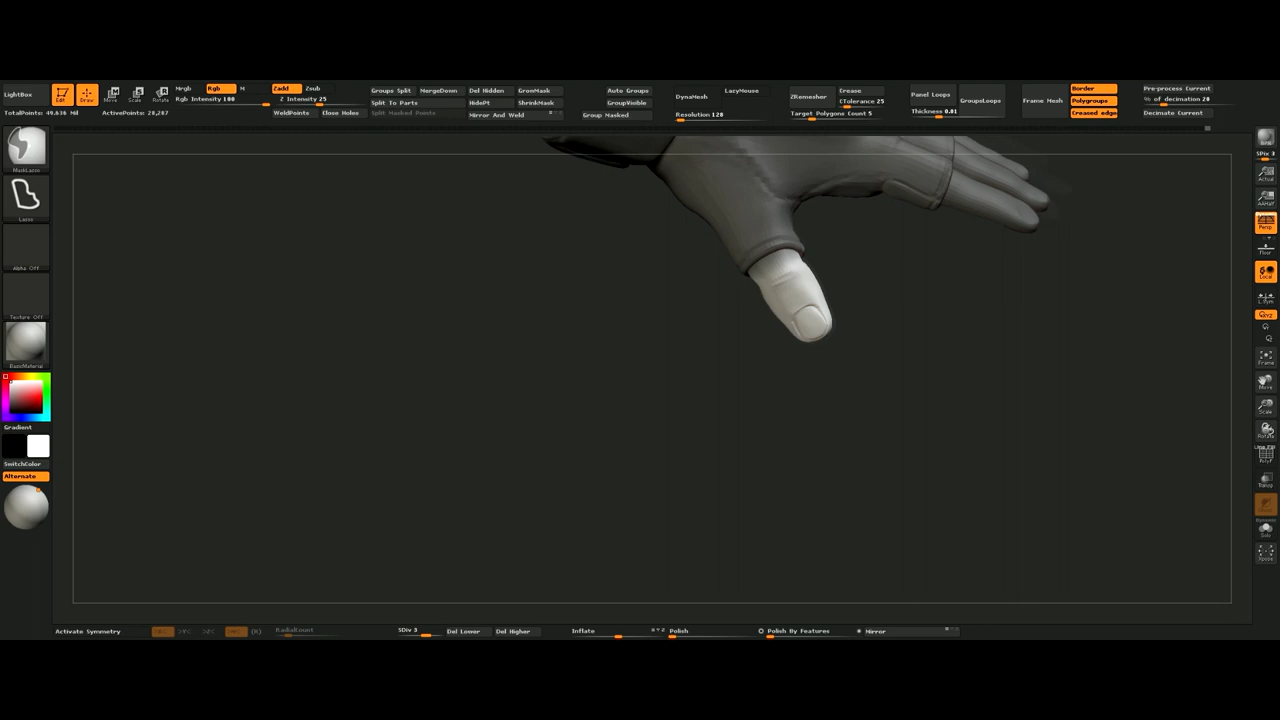 LightBox
Edit
Draw
Move
Scale
Rotate
Mrgb Rgb M
Rgb Intensity 100
Zadd Zsub
Z Intensity 25
Groups Split MergeDown Del Hidden GrowMask
Split To Parts HidePt ShrinkMask
Split Masked Points Mirror And Weld
WeldPoints Close Holes
Auto Groups
GroupVisible
Group Masked
DynaMesh LazyMouse
Resolution 128
ZRemesher Crease
CTolerance 25
Target Polygons Count 5
Panel Loops GroupsLoops
Thickness 0.01
Frame Mesh
Border
Polygroups
Creased edges
Pre-process Current
% of decimation 20
Decimate Current
TotalPoints: 49.636 Mil ActivePoints: 28,287
MaskLasso
Lasso
Alpha Off
Texture Off
BasicMaterial
Gradient
SwitchColor
Alternate
SPix 3
Actual
AAHalf
Persp
Floor
Local
L.Sym
Frame
Move
Scale
Rotate
PolyF
Transp
Dynamic
Solo
Xpose
Activate Symmetry (R) RadialCount SDiv 3 Del Lower Del Higher Inflate XYZ Polish Polish By Features Mirror